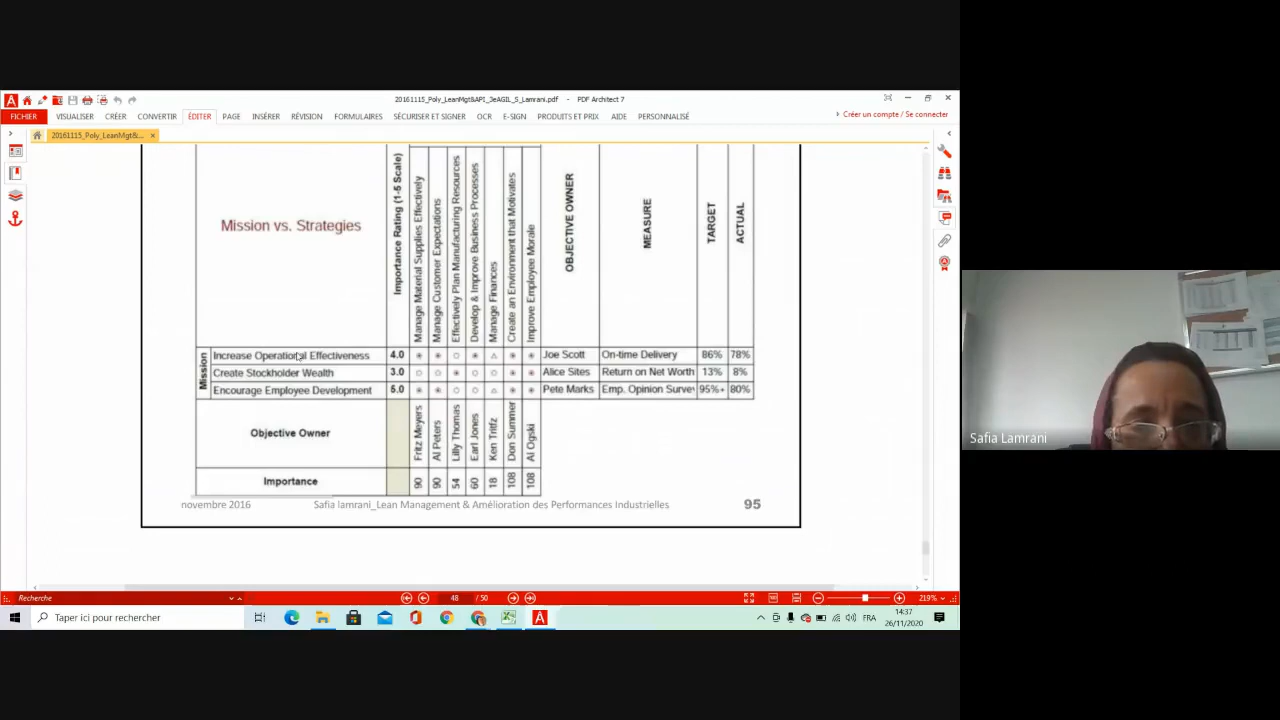 20161115_Poly_LeanMgt&API_JeAGIL_S_Lamrani.pdf - PDF Architect 7
FICHIER VISUALISER CRÉER CONVERTIR ÉDITER PAGE INSÉRER RÉVISION FORMULAIRES SÉCURISER ET SIGNER OCR E-SIGN PRODUITS ET PRIX AIDE PERSONNALISÉ Créer un compte / Se connecter
20161115_Poly_LeanMgt&...
Mission vs. Strategies
Importance Rating (1-5 Scale)
Manage Material Supplies Effectively
Manage Customer Expectations
Effectively Plan Manufacturing Resources
Develop & Improve Business Processes
Manage Finances
Create an Environment that Motivates
Improve Employee Morale
OBJECTIVE OWNER
MEASURE
TARGET
ACTUAL
Mission
Increase Operational Effectiveness 4.0 Joe Scott On-time Delivery 86% 78%
Create Stockholder Wealth 3.0 Alice Sites Return on Net Worth 13% 8%
Encourage Employee Development 5.0 Pete Marks Emp. Opinion Survey 95%+ 80%
Objective Owner Fritz Meyers Al Peters Lilly Thomas Earl Jones Ken Tritz Don Summer Al Ogski
Importance 90 90 54 60 18 108 108
novembre 2016 Safia lamrani_Lean Management & Amélioration des Performances Industrielles 95
Recherche 48 / 50 219%
Taper ici pour rechercher FRA 14:37
26/11/2020
Safia Lamrani